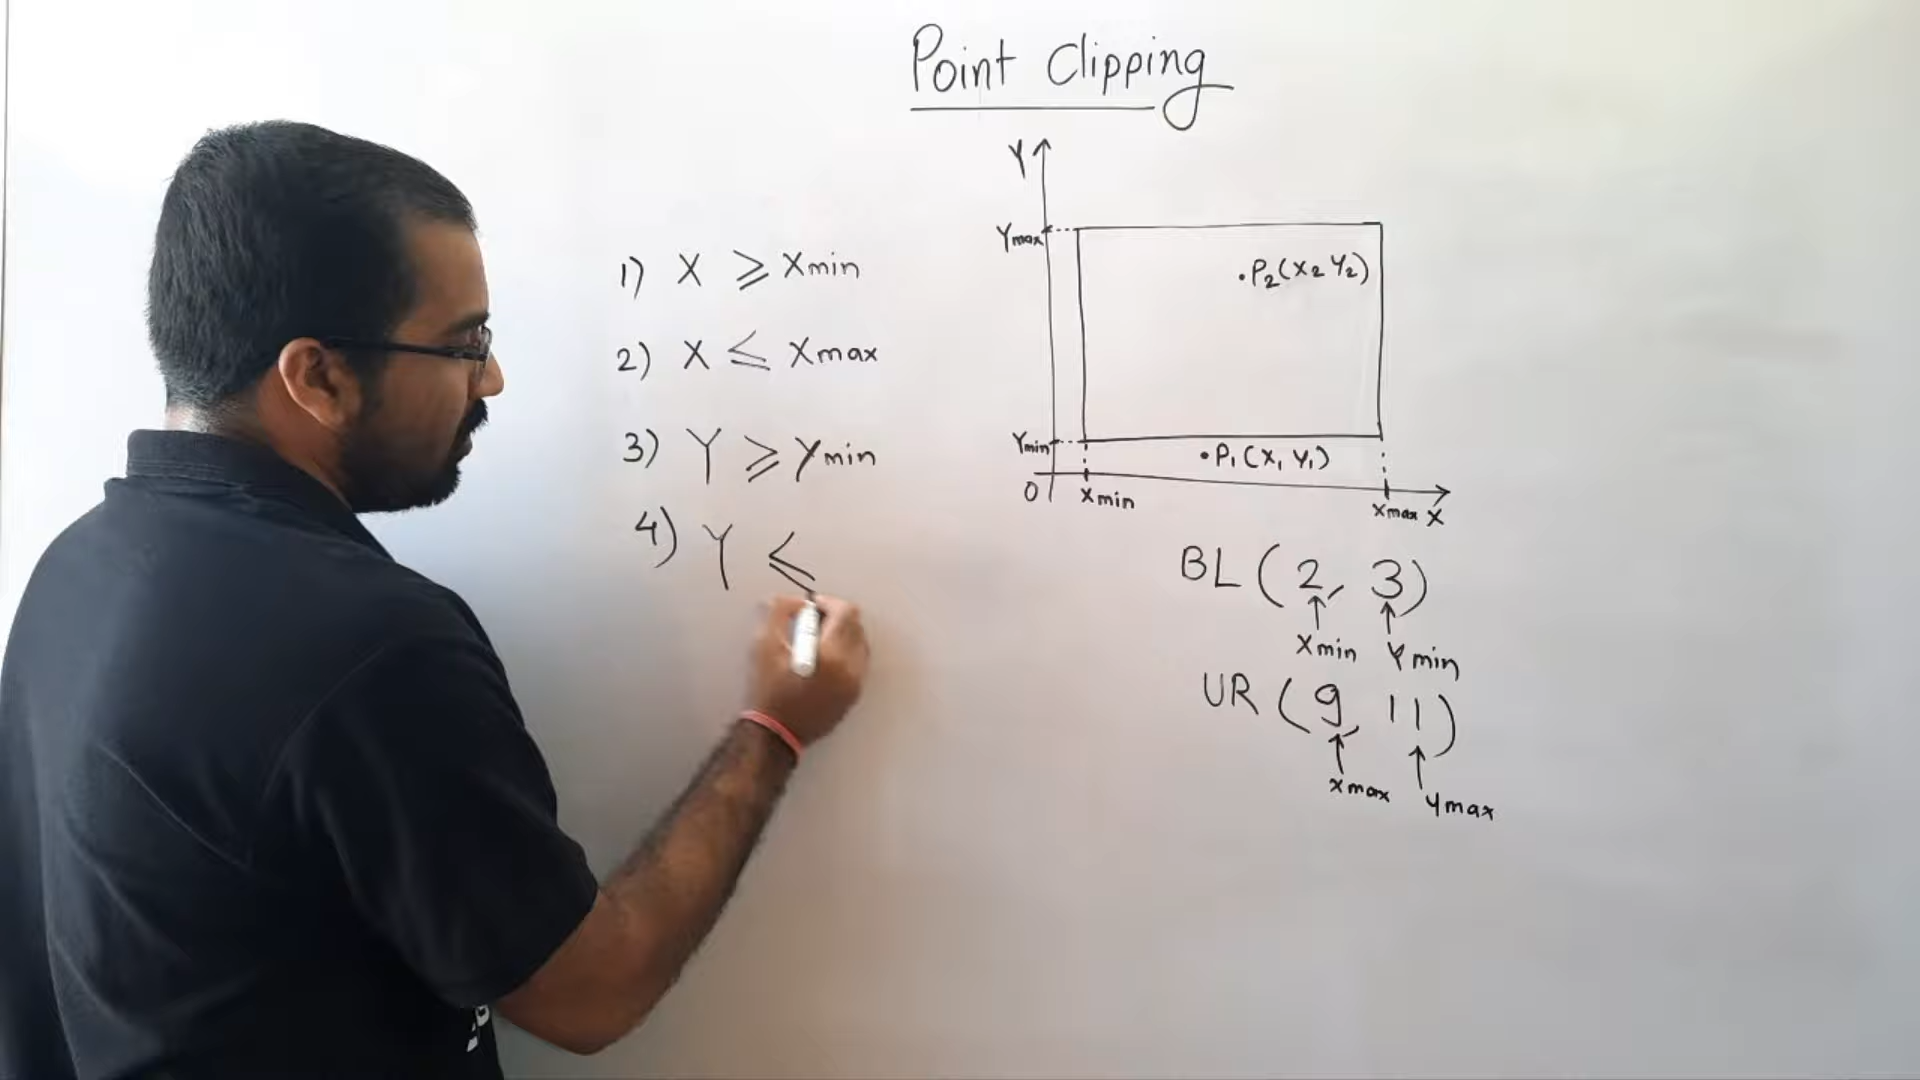 Point Clipping
1) X ≥ Xmin
2) X ≤ Xmax
3) Y ≥ Ymin
4) Y ≤
Y
Ymax
.P2(X2 Y2)
Ymin
.P1(X1 Y1)
O
Xmin
Xmax X
BL (2, 3)
Xmin Ymin
UR (9, 11)
xmax
Ymax